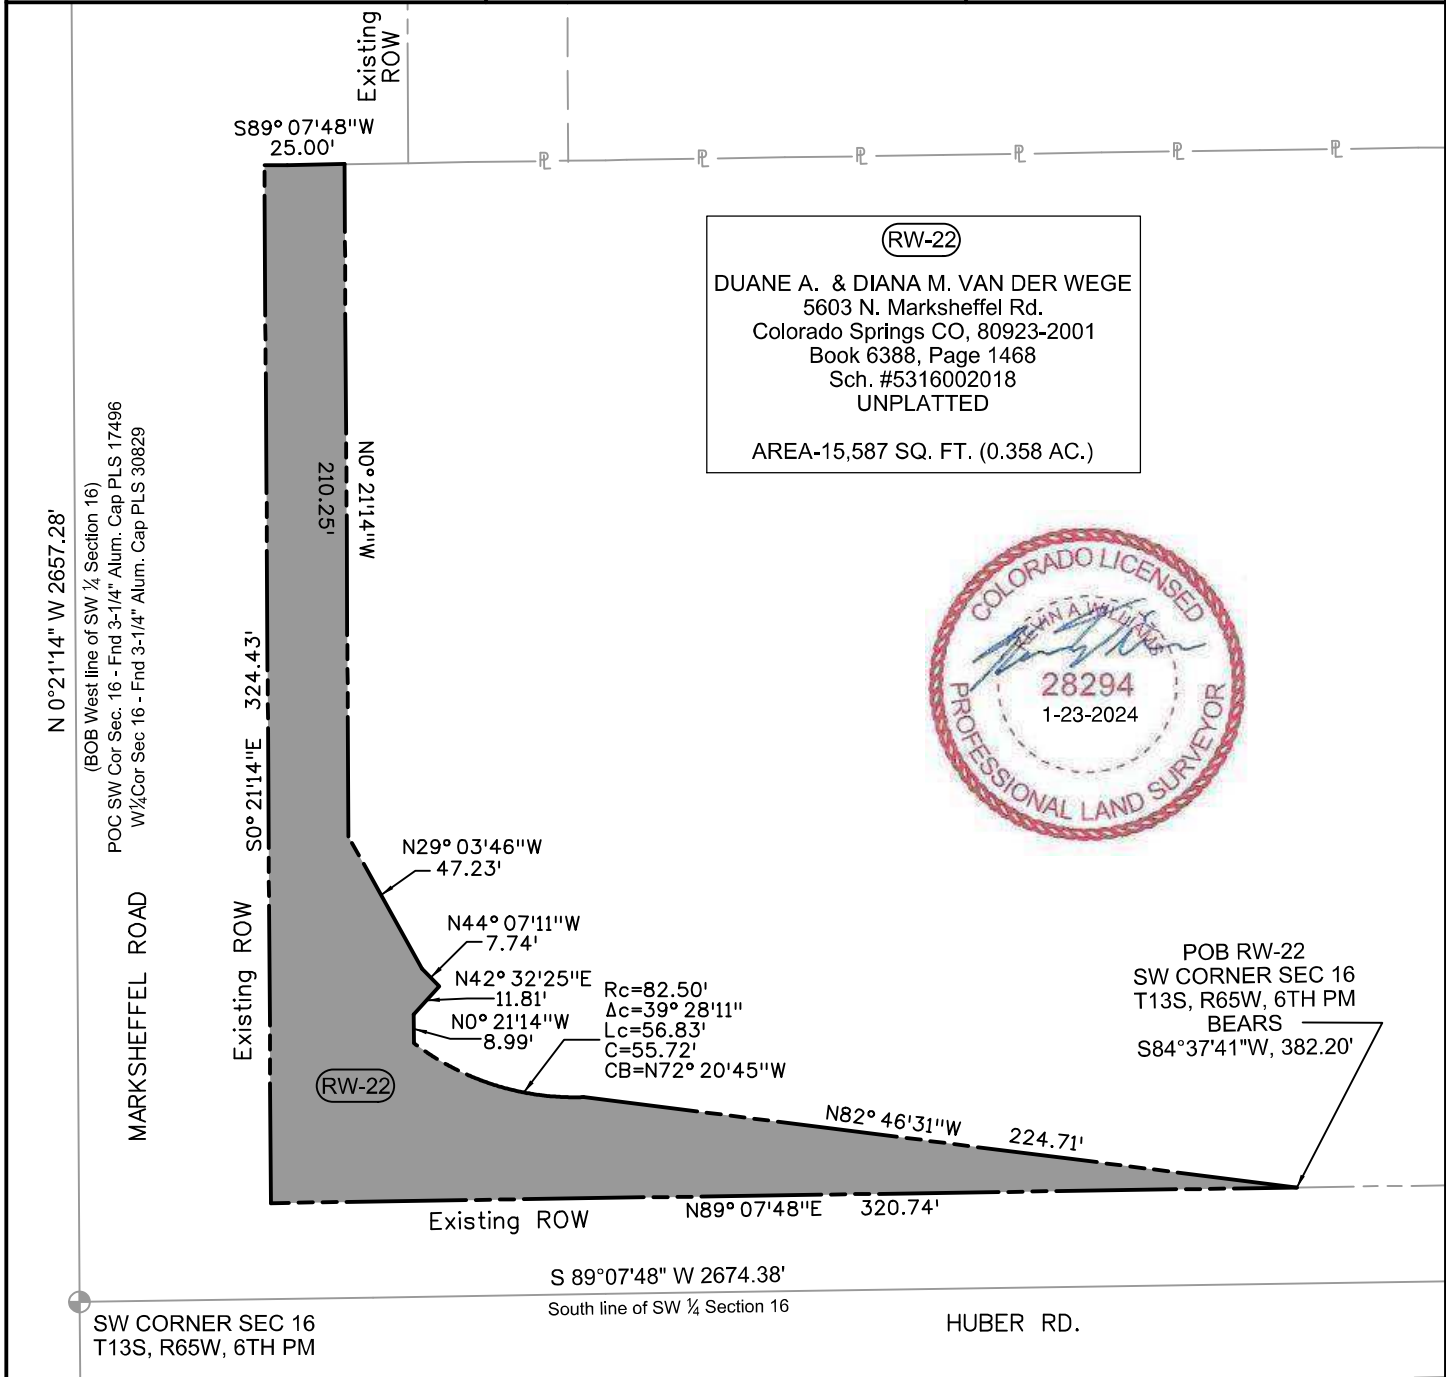 Existing
ROW
S89° 07'48"W
25.00'
℄ ℄ ℄ ℄ ℄ ℄
RW-22
DUANE A. & DIANA M. VAN DER WEGE
5603 N. Marksheffel Rd.
Colorado Springs CO, 80923-2001
Book 6388, Page 1468
Sch. #5316002018
UNPLATTED
AREA-15,587 SQ. FT. (0.358 AC.)
N 0°21'14" W 2657.28'
(BOB West line of SW ¼ Section 16)
POC SW Cor Sec. 16 - Fnd 3-1/4" Alum. Cap PLS 17496
W¼Cor Sec 16 - Fnd 3-1/4" Alum. Cap PLS 30829
MARKSHEFFEL ROAD
S0° 21'14"E 324.43'
Existing ROW
N0° 21'14"W
210.25'
COLORADO LICENSED
KEVIN A. WILLIAMS
28294
1-23-2024
PROFESSIONAL LAND SURVEYOR
N29° 03'46"W
47.23'
N44° 07'11"W
7.74'
N42° 32'25"E
11.81'
N0° 21'14"W
8.99'
Rc=82.50'
Δc=39° 28'11"
Lc=56.83'
C=55.72'
CB=N72° 20'45"W
RW-22
N82° 46'31"W 224.71'
POB RW-22
SW CORNER SEC 16
T13S, R65W, 6TH PM
BEARS
S84°37'41"W, 382.20'
Existing ROW
N89° 07'48"E 320.74'
S 89°07'48" W 2674.38'
South line of SW ¼ Section 16
SW CORNER SEC 16
T13S, R65W, 6TH PM
HUBER RD.